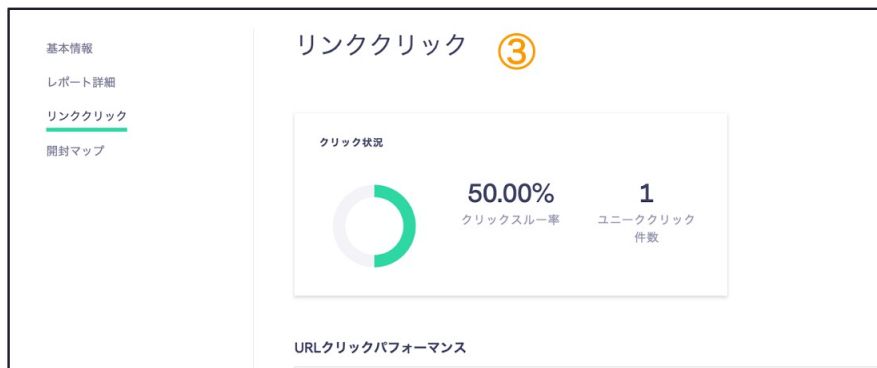 基本情報
レポート詳細
リンククリック
開封マップ
リンククリック ③
クリック状況
50.00%
クリックスルー率
1
ユニーククリック
件数
URLクリックパフォーマンス